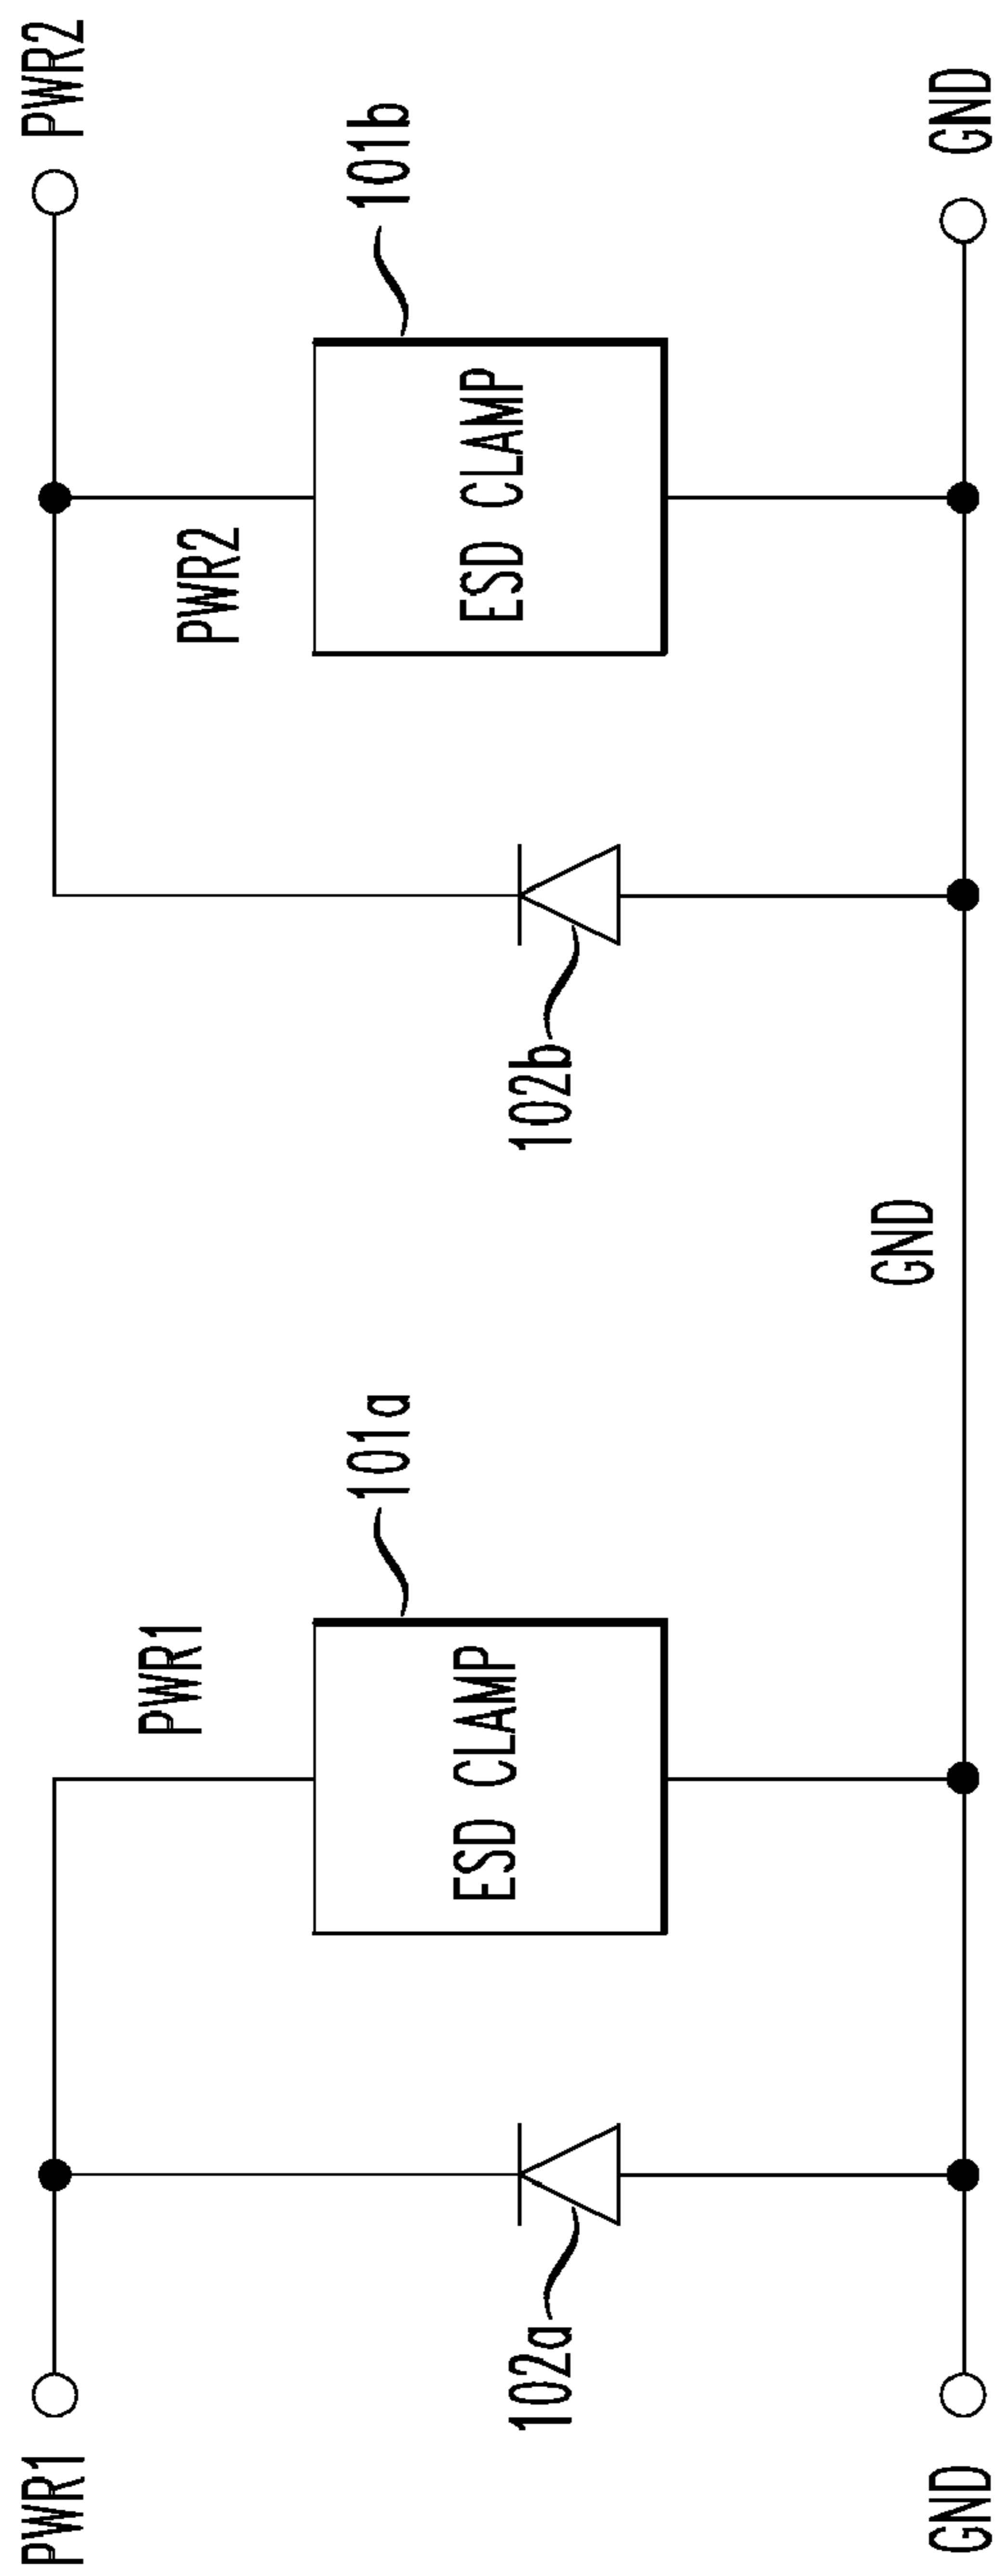 PWR1
PWR2
PWR1
PWR2
101a
101b
ESD CLAMP
ESD CLAMP
102a
102b
GND
GND
GND